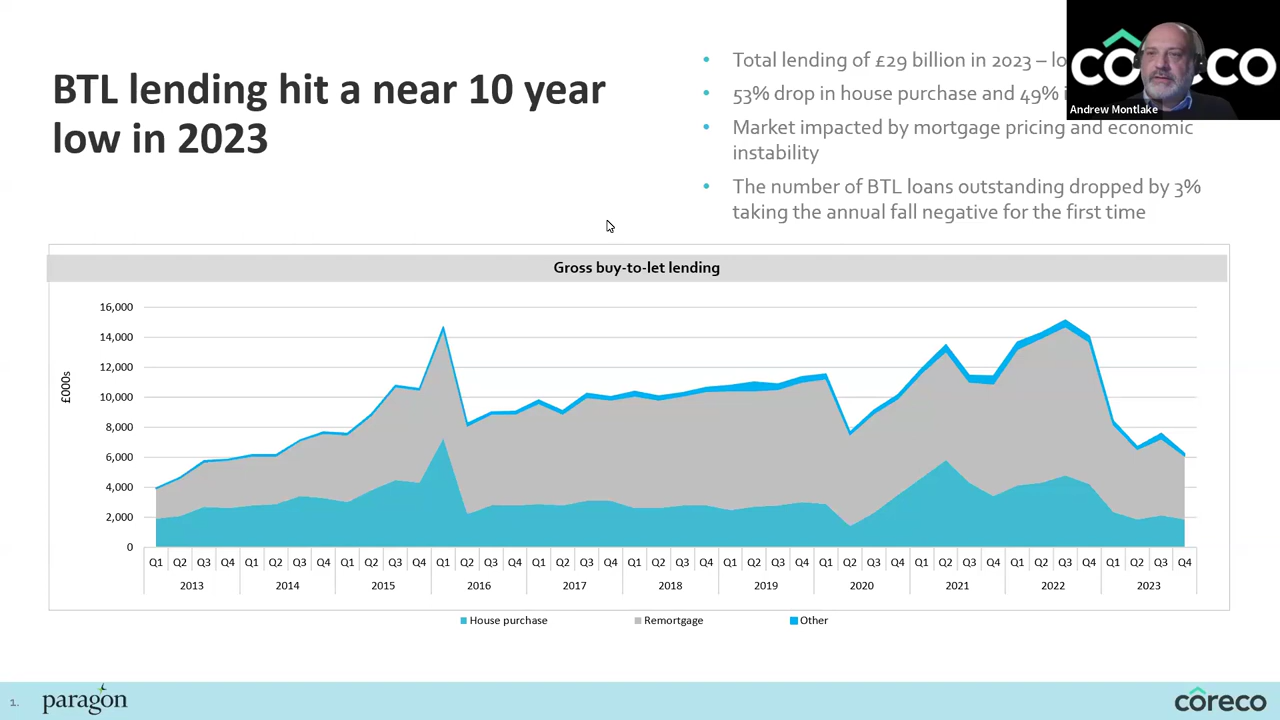 BTL lending hit a near 10 year
low in 2023
• Total lending of £29 billion in 2023 –
• 53% drop in house purchase and 49%
• Market impacted by mortgage pricing and economic
instability
• The number of BTL loans outstanding dropped by 3%
taking the annual fall negative for the first time
côreco
Andrew Montlake
Gross buy-to-let lending
£000s
16,000
14,000
12,000
10,000
8,000
6,000
4,000
2,000
0
Q1 Q2 Q3 Q4 Q1 Q2 Q3 Q4 Q1 Q2 Q3 Q4 Q1 Q2 Q3 Q4 Q1 Q2 Q3 Q4 Q1 Q2 Q3 Q4 Q1 Q2 Q3 Q4 Q1 Q2 Q3 Q4 Q1 Q2 Q3 Q4 Q1 Q2 Q3 Q4 Q1 Q2 Q3 Q4
2013 2014 2015 2016 2017 2018 2019 2020 2021 2022 2023
House purchase Remortgage Other
1. paragon
côreco